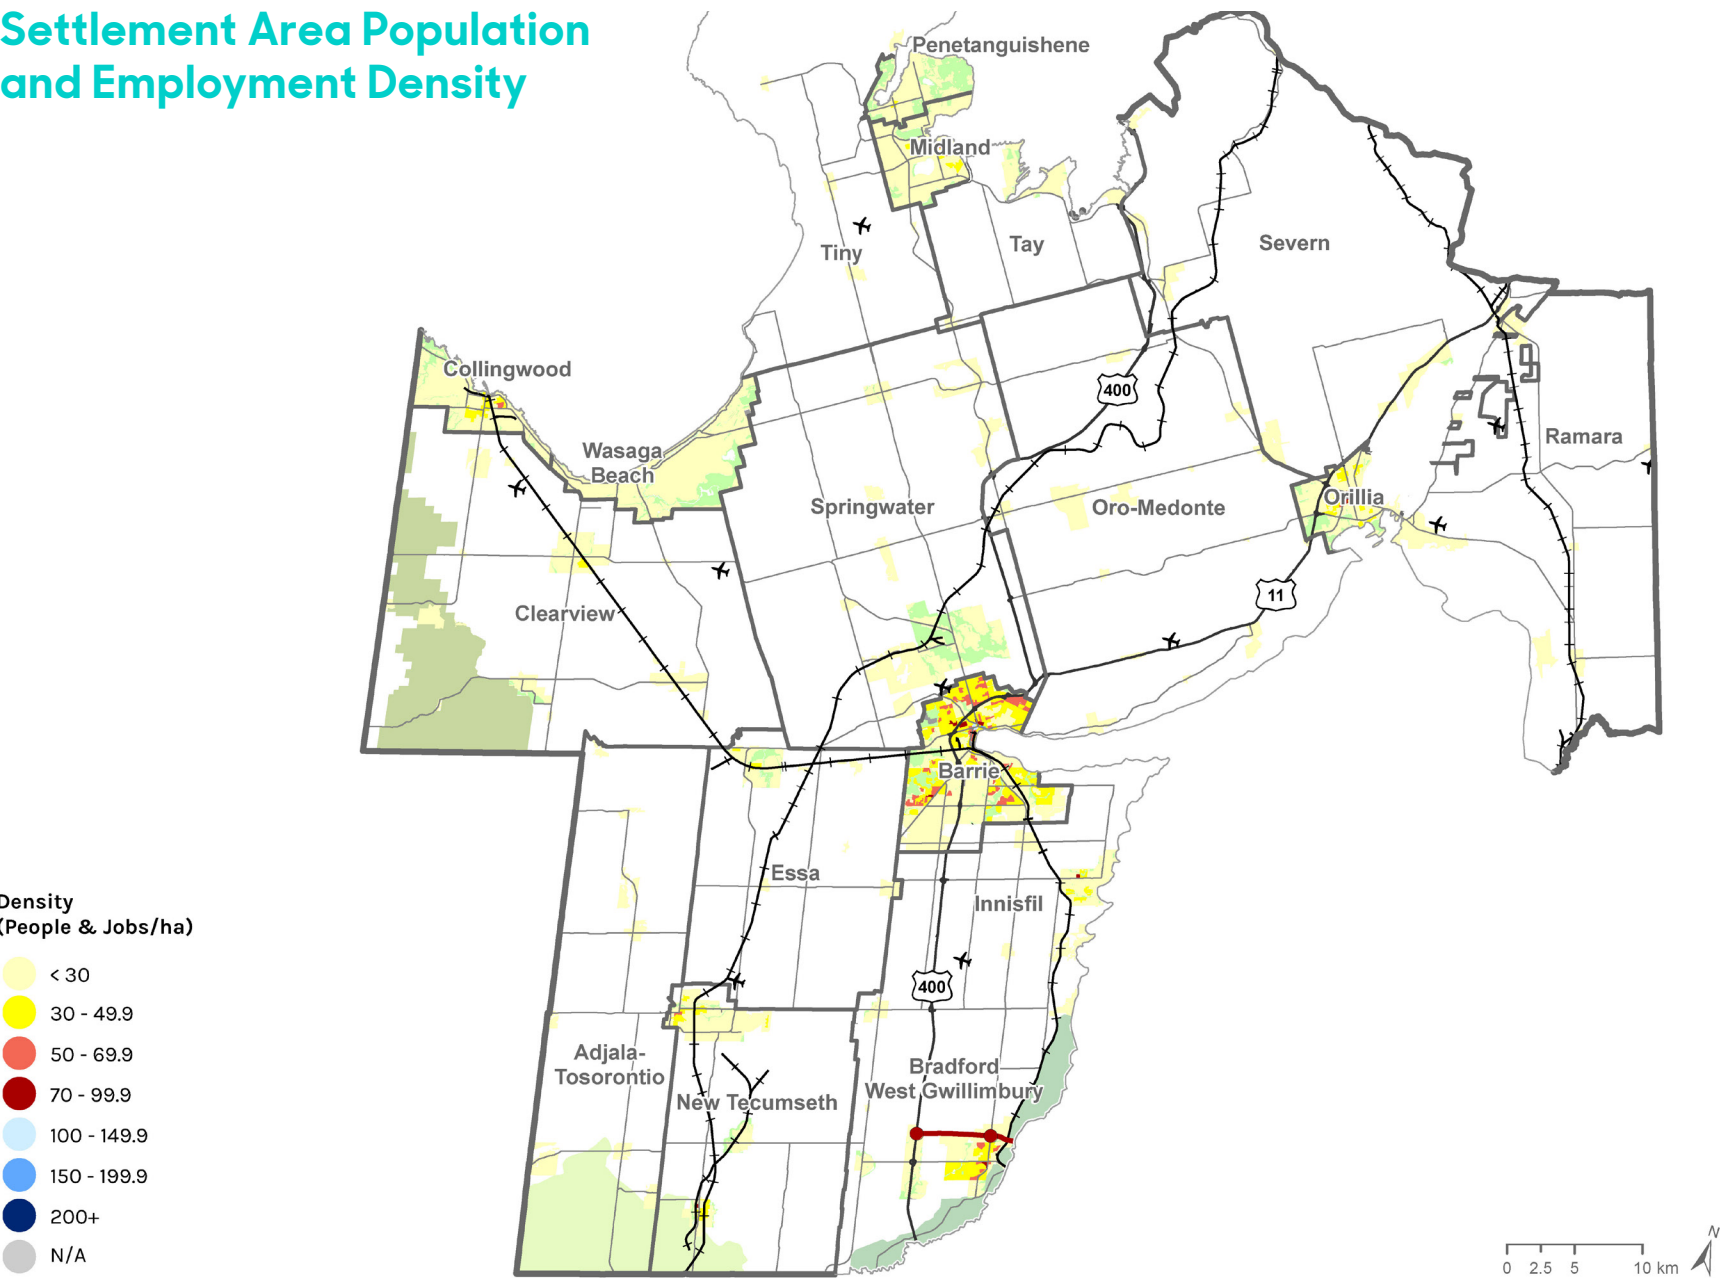 Settlement Area Population
and Employment Density
Penetanguishene
Midland
Tiny
Tay
Severn
Collingwood
Wasaga
Beach
400
Ramara
Springwater
Oro-Medonte
Orillia
11
Clearview
Barrie
Essa
Innisfil
400
Adjala-
Tosorontio
New Tecumseth
Bradford
West Gwillimbury
Density
(People & Jobs/ha)
< 30
30 - 49.9
50 - 69.9
70 - 99.9
100 - 149.9
150 - 199.9
200+
N/A
N
0 2.5 5 10 km